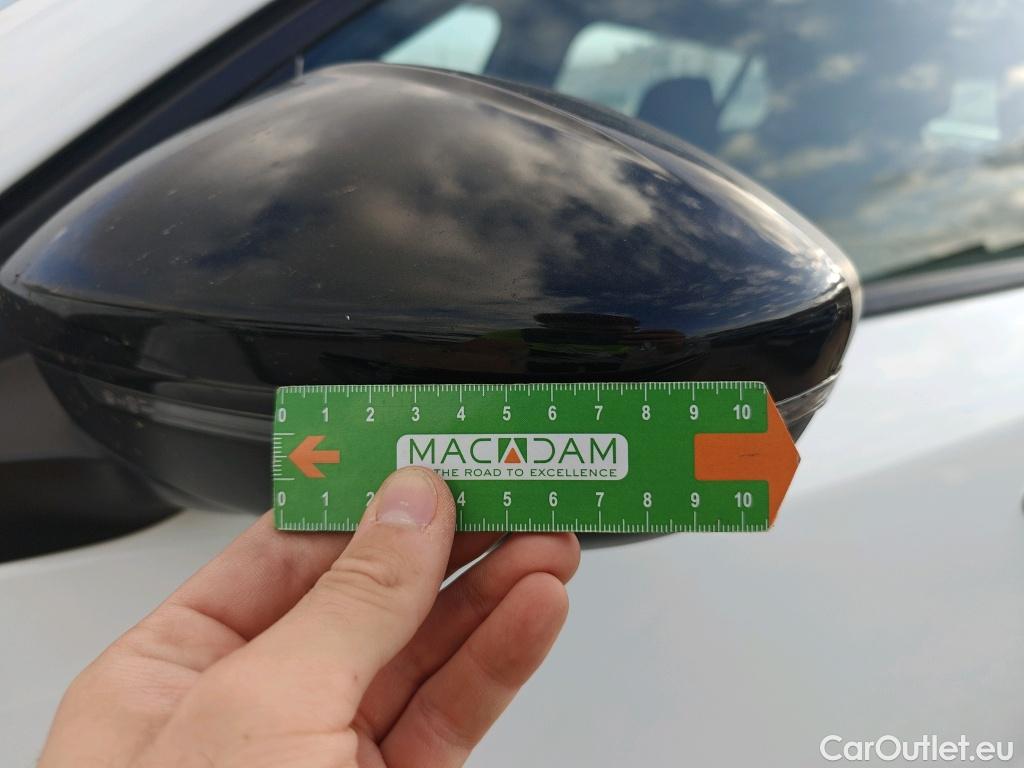 0 1 2 3 4 5 6 7 8 9 10
MACADAM
THE ROAD TO EXCELLENCE
0 1 2 4 5 6 7 8 9 10
CarOutlet.eu